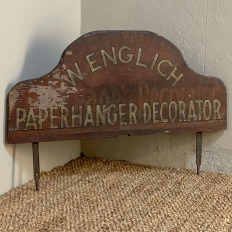 W. ENGLICH
PAPERHANGER DECORATOR